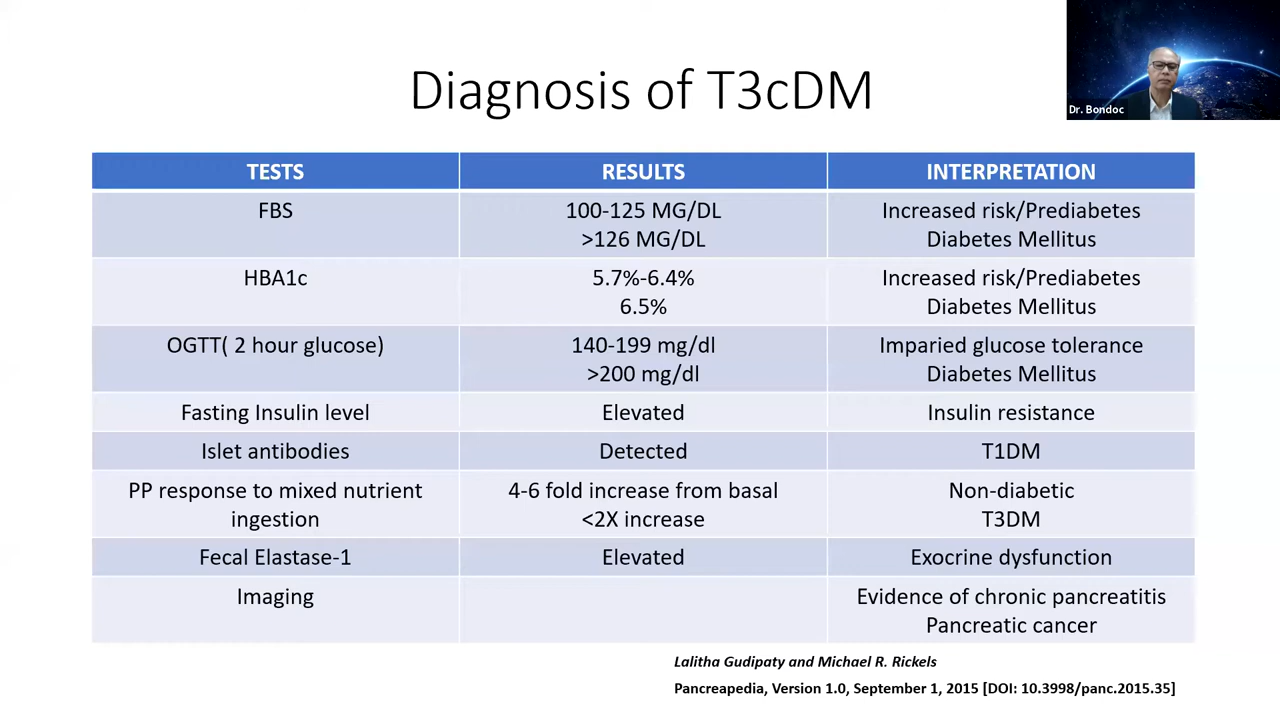 Diagnosis of T3cDM
Dr. Bondoc
TESTS RESULTS INTERPRETATION
FBS 100-125 MG/DL Increased risk/Prediabetes
>126 MG/DL Diabetes Mellitus
HBA1c 5.7%-6.4% Increased risk/Prediabetes
6.5% Diabetes Mellitus
OGTT( 2 hour glucose) 140-199 mg/dl Imparied glucose tolerance
>200 mg/dl Diabetes Mellitus
Fasting Insulin level Elevated Insulin resistance
Islet antibodies Detected T1DM
PP response to mixed nutrient 4-6 fold increase from basal Non-diabetic
ingestion <2X increase T3DM
Fecal Elastase-1 Elevated Exocrine dysfunction
Imaging Evidence of chronic pancreatitis
Pancreatic cancer
Lalitha Gudipaty and Michael R. Rickels
Pancreapedia, Version 1.0, September 1, 2015 [DOI: 10.3998/panc.2015.35]